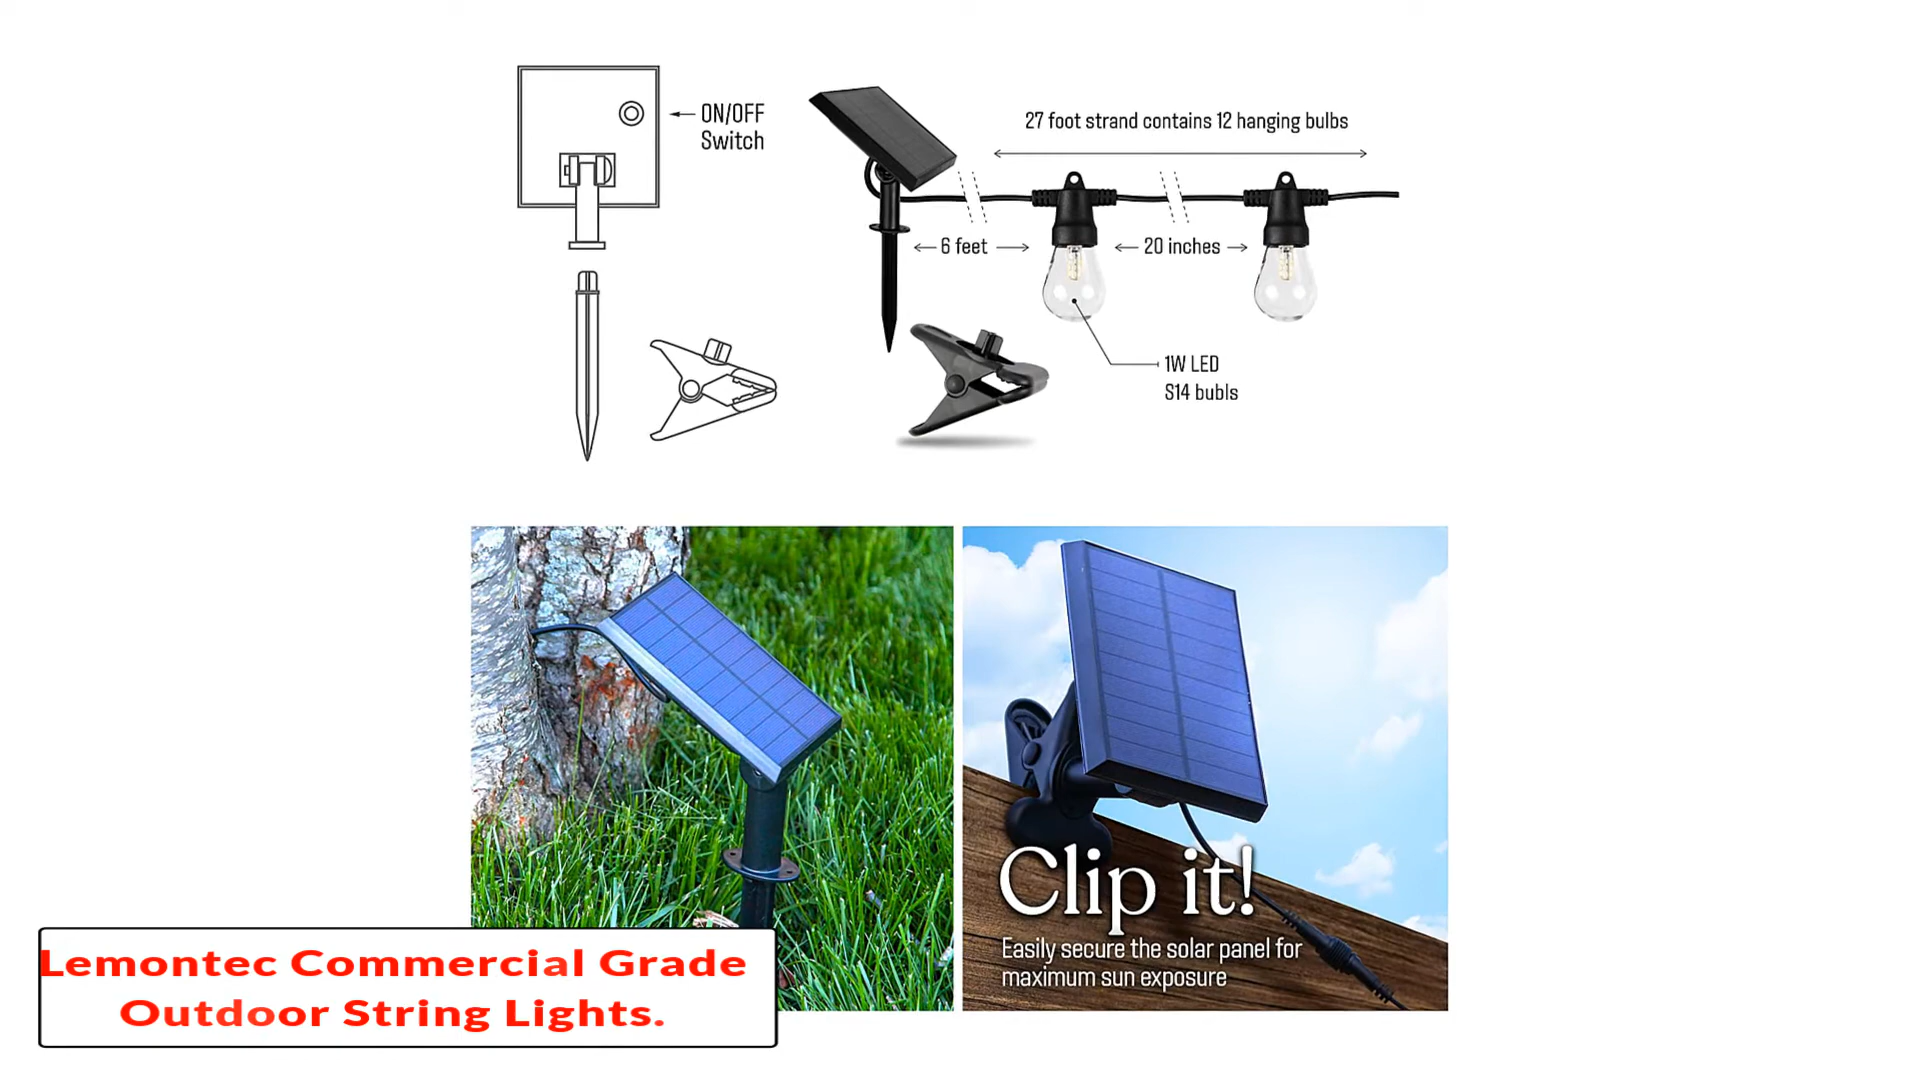 ON/OFF
Switch
27 foot strand contains 12 hanging bulbs
6 feet
20 inches
1W LED
S14 bubls
Clip it!
Easily secure the solar panel for
maximum sun exposure
Lemontec Commercial Grade
Outdoor String Lights.